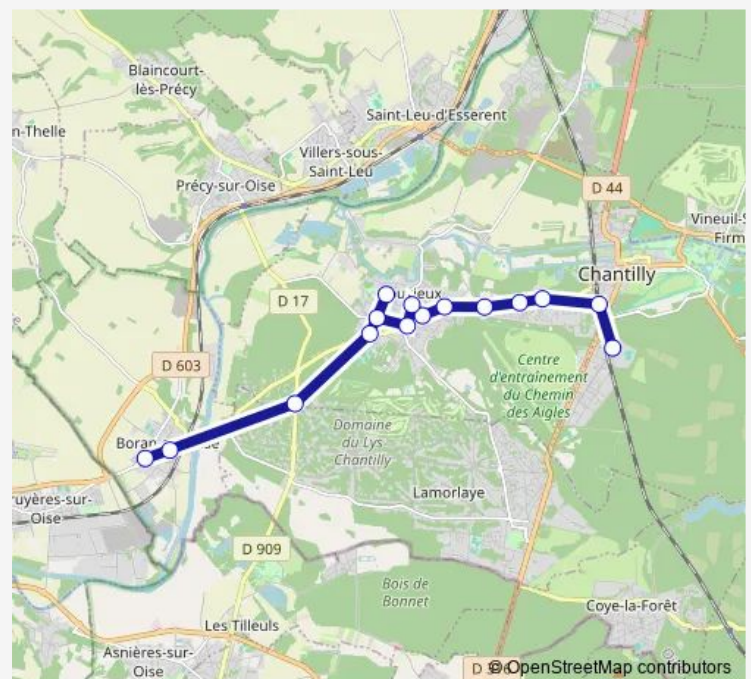 Blaincourt-
lès-Précy
n-Thelle
Saint-Leu-d'Esserent
Villers-sous-
Saint-Leu
Précy-sur-Oise
D 44
Vineuil-S
Firm
Chantilly
D 17
D 603
Centre
d'entraînement
du Chemin
des Aigles
Domaine
du Lys
Chantilly
Boran
Lamorlaye
ruyères-sur-
Oise
D 909
Bois de
Bonnet
Coye-la-Forêt
Les Tilleuls
Asnières-sur-
Oise
© OpenStreetMap contributors